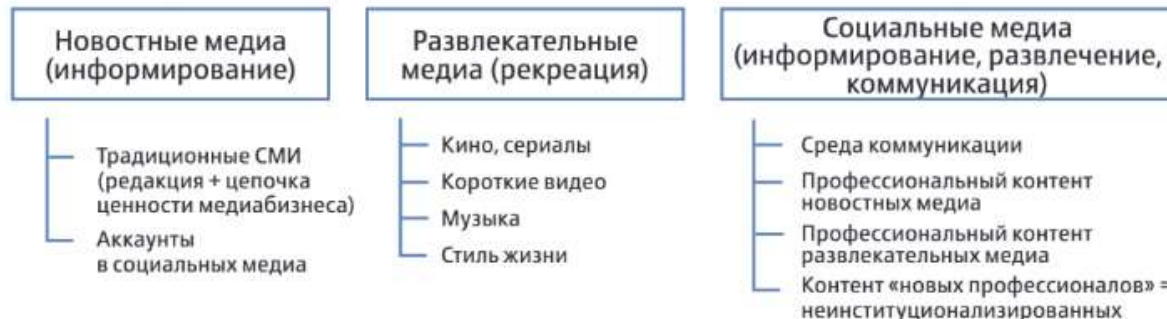 Новостные медиа
(информирование)
Традиционные СМИ
(редакция + цепочка
ценности медиабизнеса)
Аккаунты
в социальных медиа
Развлекательные
медиа (рекреация)
Кино, сериалы
Короткие видео
Музыка
Стиль жизни
Социальные медиа
(информирование, развлечение,
коммуникация)
Среда коммуникации
Профессиональный контент
новостных медиа
Профессиональный контент
развлекательных медиа
Контент «новых профессионалов» =
неинституционализированных